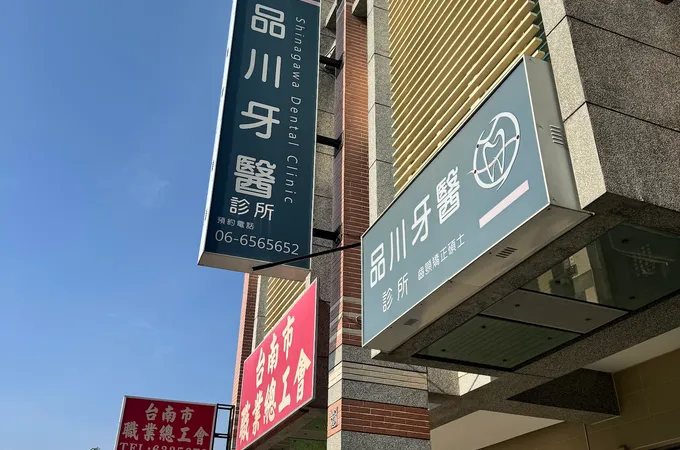 品川牙醫
Shinagawa Dental Clinic
診所
預約電話
06-6565652
品川牙醫
診所 齒顎矯正碩士
台南市
職業總工會
台南市
職業總工會